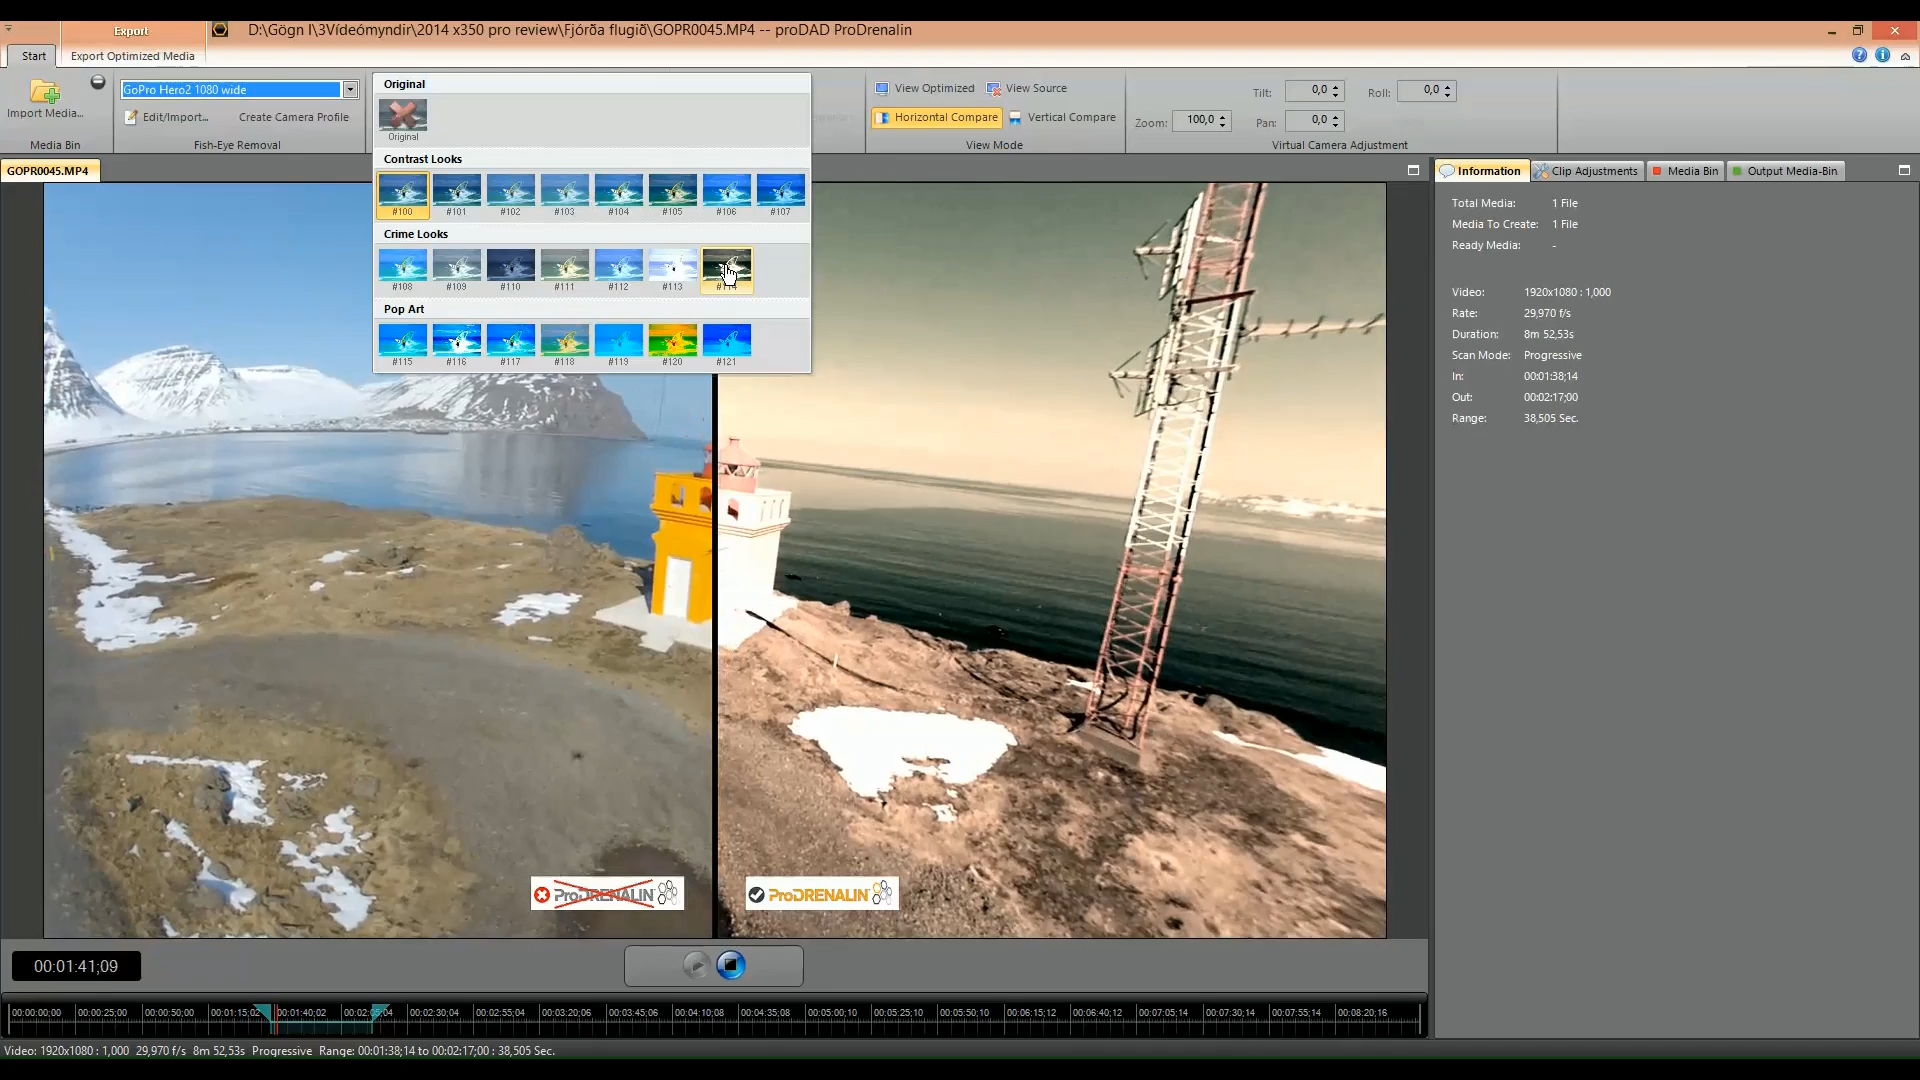 Export
D:\Gögn I\3Vídeómyndir\2014 x350 pro review\Fjórða flugið\GOPR0045.MP4 -- proDAD ProDrenalin
Start
Export Optimized Media
Import Media...
Media Bin
GoPro Hero2 1080 wide
Edit/Import...
Create Camera Profile
Fish-Eye Removal
Original
Original
Contrast Looks
#100 #101 #102 #103 #104 #105 #106 #107
Crime Looks
#108 #109 #110 #111 #112 #113 #114
Pop Art
#115 #116 #117 #118 #119 #120 #121
View Optimized
View Source
Horizontal Compare
Vertical Compare
View Mode
Tilt: 0,0
Roll: 0,0
Zoom: 100,0
Pan: 0,0
Virtual Camera Adjustment
GOPR0045.MP4
Information
Clip Adjustments
Media Bin
Output Media-Bin
Total Media: 1 File
Media To Create: 1 File
Ready Media: -
Video: 1920x1080 : 1,000
Rate: 29,970 f/s
Duration: 8m 52,53s
Scan Mode: Progressive
In: 00:01:38;14
Out: 00:02:17;00
Range: 38,505 Sec.
ProDRENALIN
ProDRENALIN
00:01:41;09
00:00:00;00 00:00:25;00 00:00:50;00 00:01:15;02 00:01:40;02 00:02:05;04 00:02:30;04 00:02:55;04 00:03:20;06 00:03:45;06 00:04:10;08 00:04:35;08 00:05:00;08 00:05:25;10 00:05:50;10 00:06:15;12 00:06:40;12 00:07:05;14 00:07:30;14 00:07:55;14 00:08:20;16
Video: 1920x1080 : 1,000 29,970 f/s 8m 52,53s Progressive Range: 00:01:38;14 to 00:02:17;00 : 38,505 Sec.